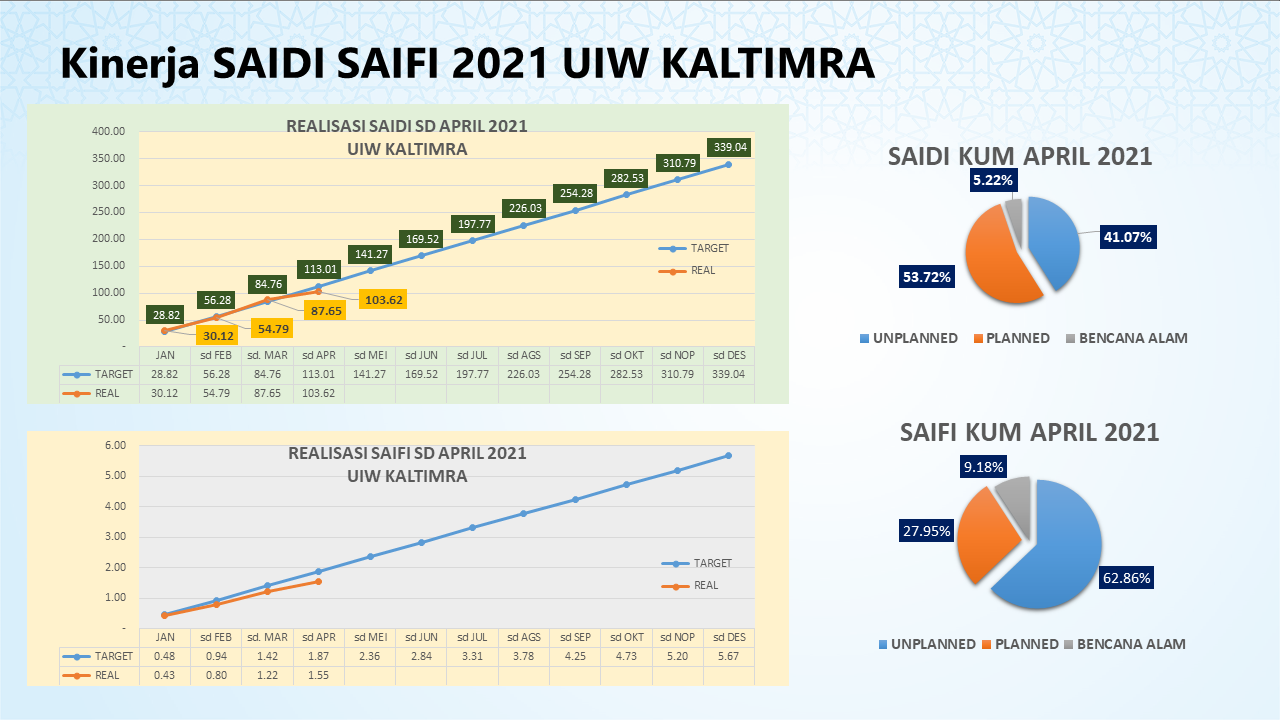 Kinerja SAIDI SAIFI 2021 UIW KALTIMRA
REALISASI SAIDI SD APRIL 2021
UIW KALTIMRA
400.00
350.00
300.00
250.00
200.00
150.00
100.00
50.00
-
28.82
56.28
84.76
113.01
141.27
169.52
197.77
226.03
254.28
282.53
310.79
339.04
30.12
54.79
87.65
103.62
TARGET
REAL
JAN sd FEB sd. MAR sd APR sd MEI sd JUN sd JUL sd AGS sd SEP sd OKT sd NOP sd DES
TARGET 28.82 56.28 84.76 113.01 141.27 169.52 197.77 226.03 254.28 282.53 310.79 339.04
REAL 30.12 54.79 87.65 103.62
SAIDI KUM APRIL 2021
5.22%
41.07%
53.72%
UNPLANNED PLANNED BENCANA ALAM
REALISASI SAIFI SD APRIL 2021
UIW KALTIMRA
6.00
5.00
4.00
3.00
2.00
1.00
-
TARGET
REAL
JAN sd FEB sd. MAR sd APR sd MEI sd JUN sd JUL sd AGS sd SEP sd OKT sd NOP sd DES
TARGET 0.48 0.94 1.42 1.87 2.36 2.84 3.31 3.78 4.25 4.73 5.20 5.67
REAL 0.43 0.80 1.22 1.55
SAIFI KUM APRIL 2021
9.18%
27.95%
62.86%
UNPLANNED PLANNED BENCANA ALAM